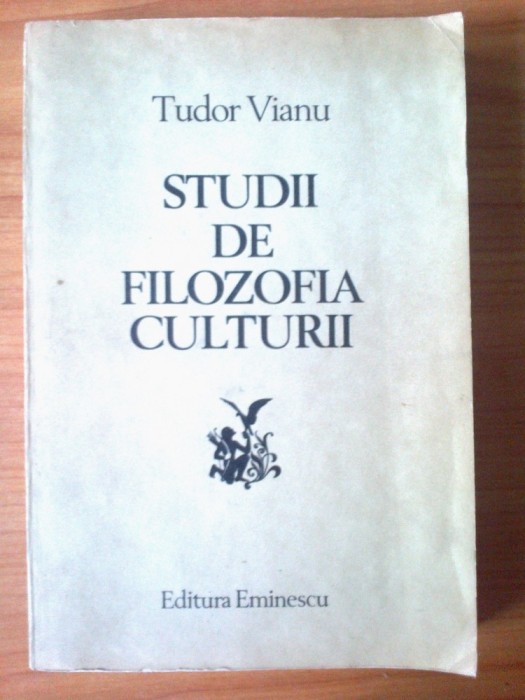 Tudor Vianu
STUDII
DE
FILOZOFIA
CULTURII
Editura Eminescu